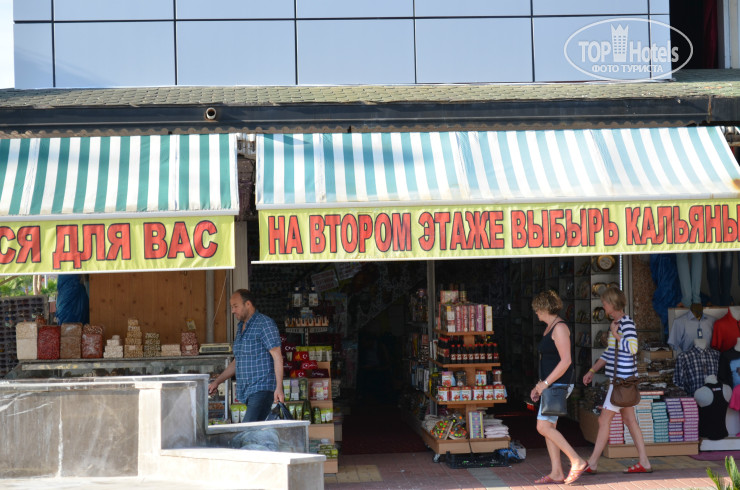 TOP Hotels
ФОТО ТУРИСТА
СЯ ДЛЯ ВАС
НА ВТОРОМ ЭТАЖЕ ВЫБЫРЬ КАЛЬЯНЫ